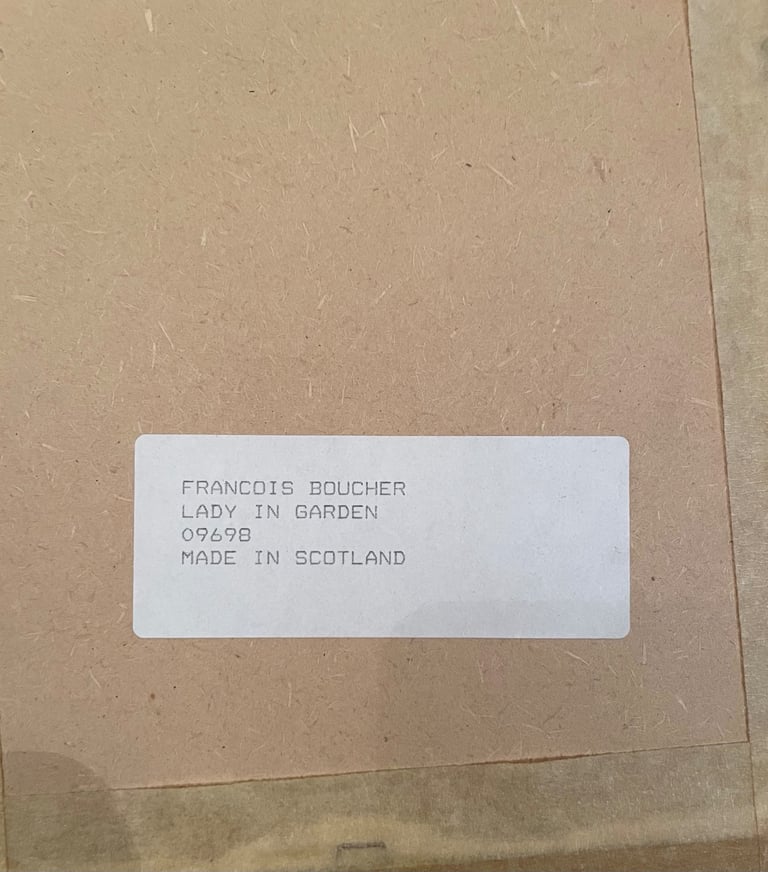 FRANCOIS BOUCHER
LADY IN GARDEN
09698
MADE IN SCOTLAND